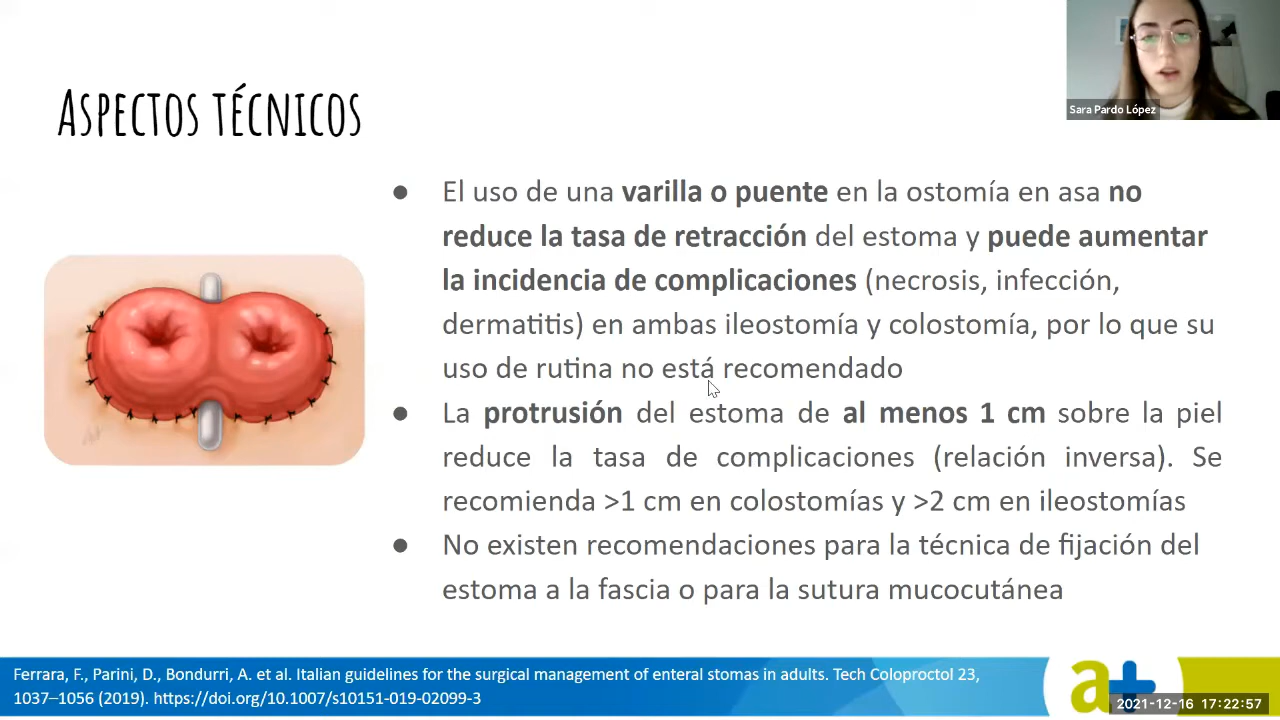 Sara Pardo López
ASPECTOS TÉCNICOS
● El uso de una varilla o puente en la ostomía en asa no
reduce la tasa de retracción del estoma y puede aumentar
la incidencia de complicaciones (necrosis, infección,
dermatitis) en ambas ileostomía y colostomía, por lo que su
uso de rutina no está recomendado
● La protrusión del estoma de al menos 1 cm sobre la piel
reduce la tasa de complicaciones (relación inversa). Se
recomienda >1 cm en colostomías y >2 cm en ileostomías
● No existen recomendaciones para la técnica de fijación del
estoma a la fascia o para la sutura mucocutánea
Ferrara, F., Parini, D., Bondurri, A. et al. Italian guidelines for the surgical management of enteral stomas in adults. Tech Coloproctol 23,
1037–1056 (2019). https://doi.org/10.1007/s10151-019-02099-3
a+
2021-12-16 17:22:57